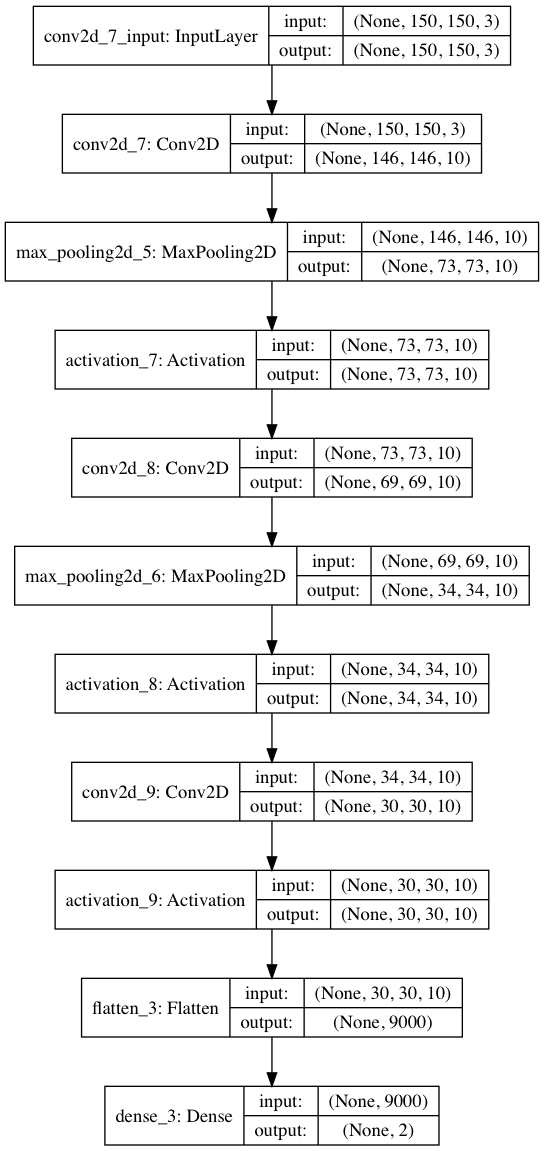 conv2d_7_input: InputLayer
input: (None, 150, 150, 3)
output: (None, 150, 150, 3)
conv2d_7: Conv2D
input: (None, 150, 150, 3)
output: (None, 146, 146, 10)
max_pooling2d_5: MaxPooling2D
input: (None, 146, 146, 10)
output: (None, 73, 73, 10)
activation_7: Activation
input: (None, 73, 73, 10)
output: (None, 73, 73, 10)
conv2d_8: Conv2D
input: (None, 73, 73, 10)
output: (None, 69, 69, 10)
max_pooling2d_6: MaxPooling2D
input: (None, 69, 69, 10)
output: (None, 34, 34, 10)
activation_8: Activation
input: (None, 34, 34, 10)
output: (None, 34, 34, 10)
conv2d_9: Conv2D
input: (None, 34, 34, 10)
output: (None, 30, 30, 10)
activation_9: Activation
input: (None, 30, 30, 10)
output: (None, 30, 30, 10)
flatten_3: Flatten
input: (None, 30, 30, 10)
output: (None, 9000)
dense_3: Dense
input: (None, 9000)
output: (None, 2)